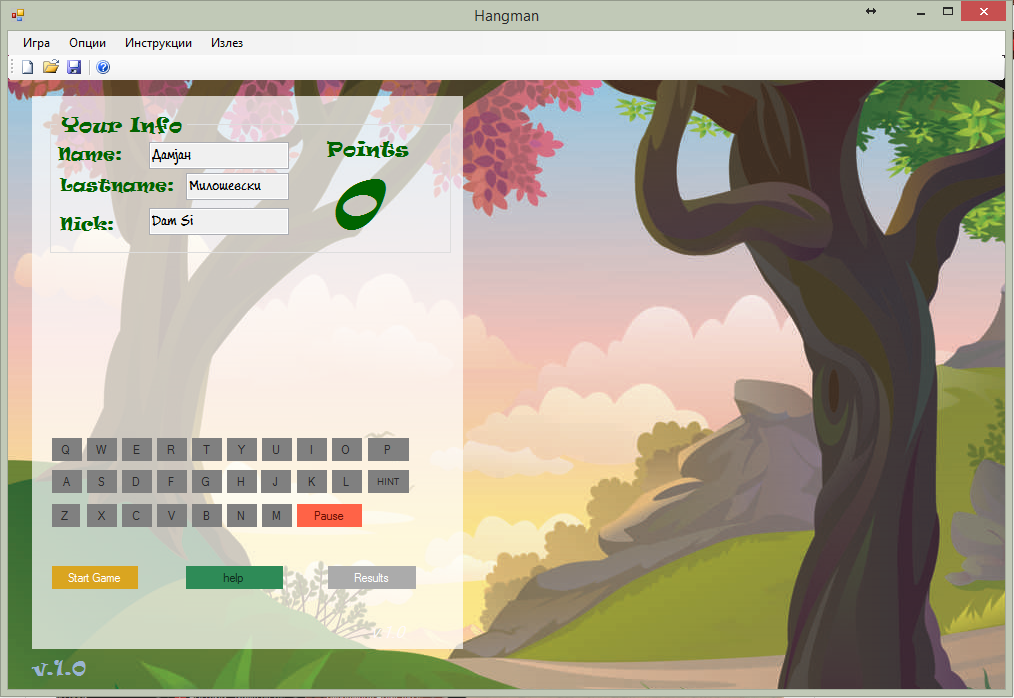 Hangman
Игра Опции Инструкции Излез
Your Info
Name: Дамјан
Points
Lastname: Милошевски
0
Nick: Dam Si
Q W E R T Y U I O P
A S D F G H J K L HINT
Z X C V B N M Pause
Start Game help Results
v.1.0